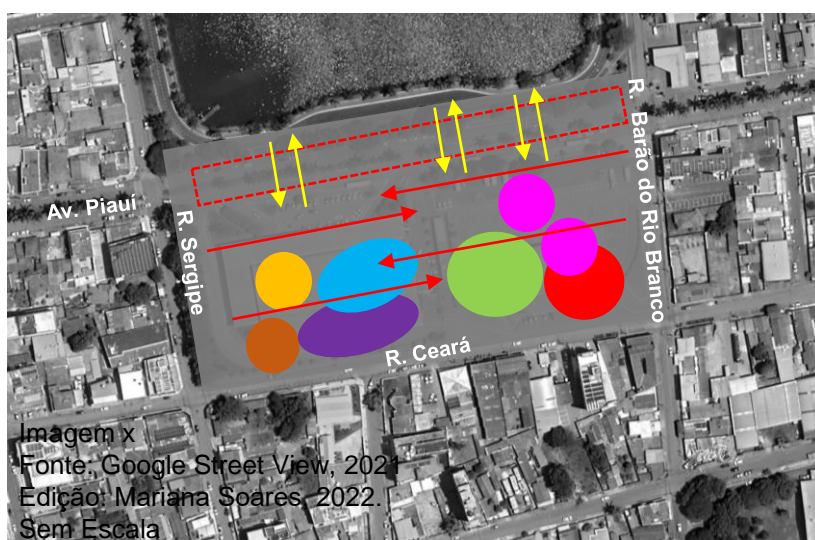 R. Barão do Rio Branco
Av. Piauí
R. Sergipe
R. Ceará
Imagem x
Fonte: Google Street View, 2021
Edição: Mariana Soares, 2022.
Sem Escala